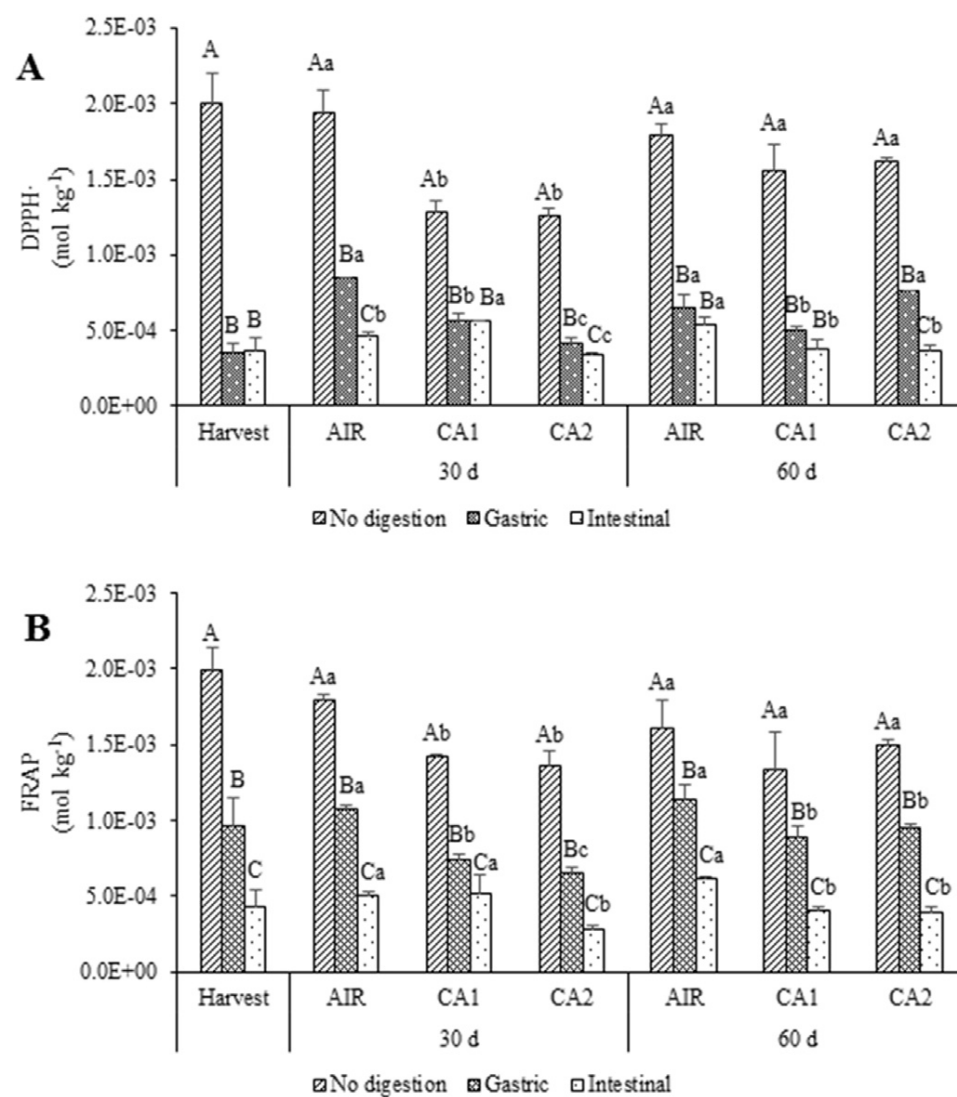 A
DPPH·
(mol kg-1)
2.5E-03
2.0E-03
1.5E-03
1.0E-03
5.0E-04
0.0E+00
A B B
Aa Ba Cb
Ab Bb Ba
Ab Bc Cc
Aa Ba Ba
Aa Bb Bb
Aa Ba Cb
Harvest AIR CA1 CA2 AIR CA1 CA2
30 d 60 d
No digestion Gastric Intestinal
B
FRAP
(mol kg-1)
2.5E-03
2.0E-03
1.5E-03
1.0E-03
5.0E-04
0.0E+00
A B C
Aa Ba Ca
Ab Bb Ca
Ab Bc Cb
Aa Ba Ca
Aa Bb Cb
Aa Bb Cb
Harvest AIR CA1 CA2 AIR CA1 CA2
30 d 60 d
No digestion Gastric Intestinal